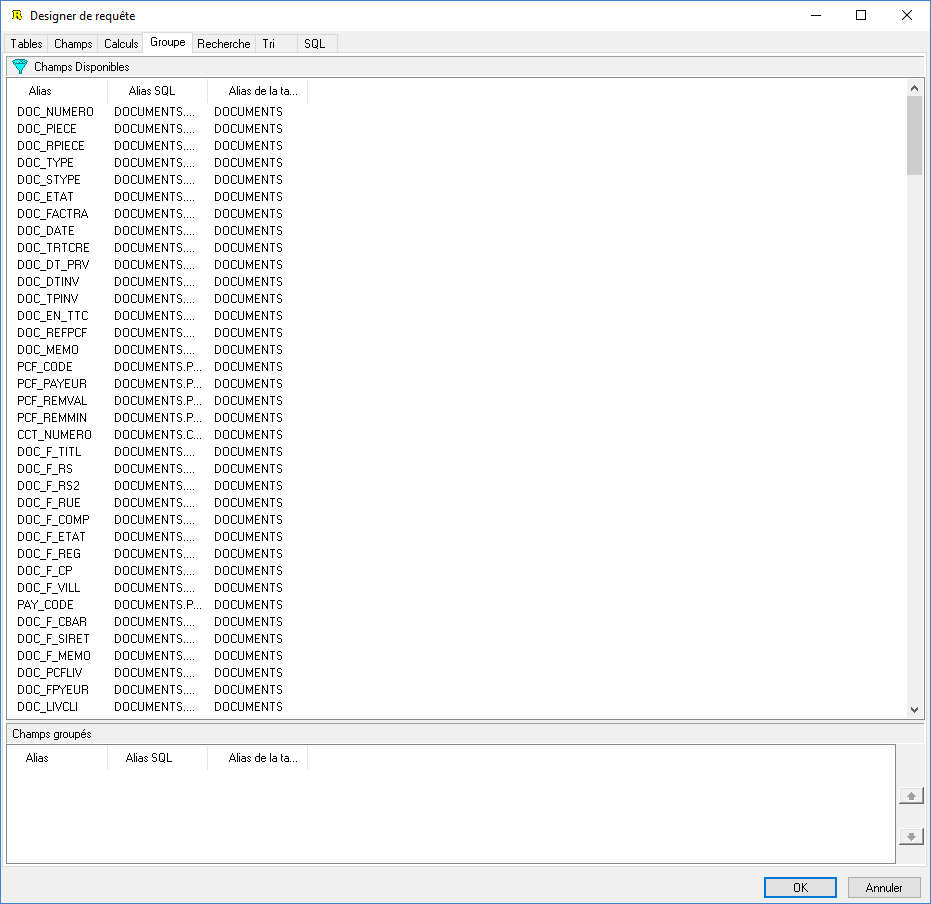 Designer de requête
Tables Champs Calculs Groupe Recherche Tri SQL
Champs Disponibles
Alias Alias SQL Alias de la ta...
DOC_NUMERO DOCUMENTS.... DOCUMENTS
DOC_PIECE DOCUMENTS.... DOCUMENTS
DOC_RPIECE DOCUMENTS.... DOCUMENTS
DOC_TYPE DOCUMENTS.... DOCUMENTS
DOC_STYPE DOCUMENTS.... DOCUMENTS
DOC_ETAT DOCUMENTS.... DOCUMENTS
DOC_FACTRA DOCUMENTS.... DOCUMENTS
DOC_DATE DOCUMENTS.... DOCUMENTS
DOC_TRTCRE DOCUMENTS.... DOCUMENTS
DOC_DT_PRV DOCUMENTS.... DOCUMENTS
DOC_DTINV DOCUMENTS.... DOCUMENTS
DOC_TPINV DOCUMENTS.... DOCUMENTS
DOC_EN_TTC DOCUMENTS.... DOCUMENTS
DOC_REFPCF DOCUMENTS.... DOCUMENTS
DOC_MEMO DOCUMENTS.... DOCUMENTS
PCF_CODE DOCUMENTS.P... DOCUMENTS
PCF_PAYEUR DOCUMENTS.P... DOCUMENTS
PCF_REMVAL DOCUMENTS.P... DOCUMENTS
PCF_REMMIN DOCUMENTS.P... DOCUMENTS
CCT_NUMERO DOCUMENTS.C... DOCUMENTS
DOC_F_TITL DOCUMENTS.... DOCUMENTS
DOC_F_RS DOCUMENTS.... DOCUMENTS
DOC_F_RS2 DOCUMENTS.... DOCUMENTS
DOC_F_RUE DOCUMENTS.... DOCUMENTS
DOC_F_COMP DOCUMENTS.... DOCUMENTS
DOC_F_ETAT DOCUMENTS.... DOCUMENTS
DOC_F_REG DOCUMENTS.... DOCUMENTS
DOC_F_CP DOCUMENTS.... DOCUMENTS
DOC_F_VILL DOCUMENTS.... DOCUMENTS
PAY_CODE DOCUMENTS.P... DOCUMENTS
DOC_F_CBAR DOCUMENTS.... DOCUMENTS
DOC_F_SIRET DOCUMENTS.... DOCUMENTS
DOC_F_MEMO DOCUMENTS.... DOCUMENTS
DOC_PCFLIV DOCUMENTS.... DOCUMENTS
DOC_FPYEUR DOCUMENTS.... DOCUMENTS
DOC_LIVCLI DOCUMENTS.... DOCUMENTS
Champs groupés
Alias Alias SQL Alias de la ta...
OK Annuler